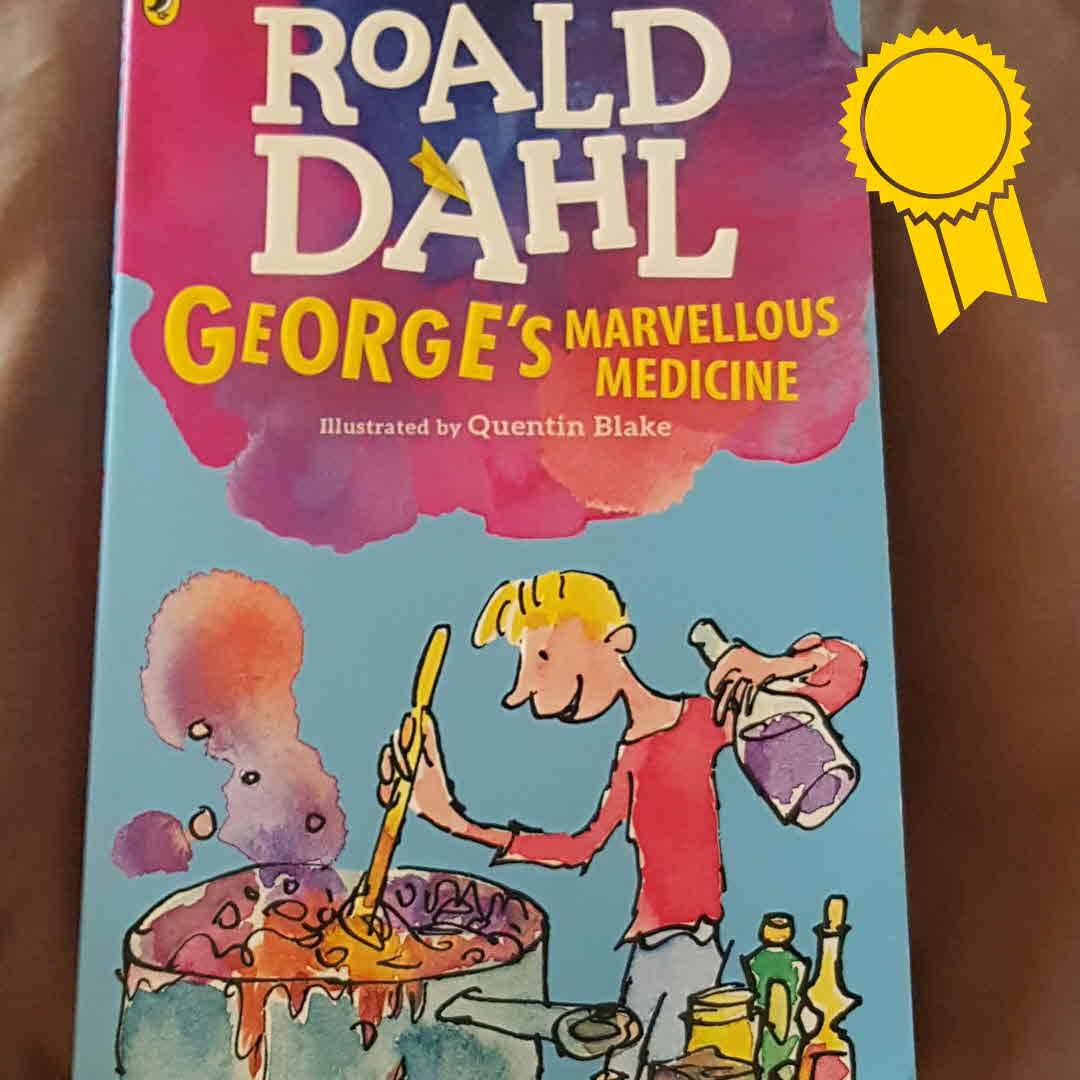 ROALD
DAHL
GEORGE'S MARVELLOUS
MEDICINE
Illustrated by Quentin Blake